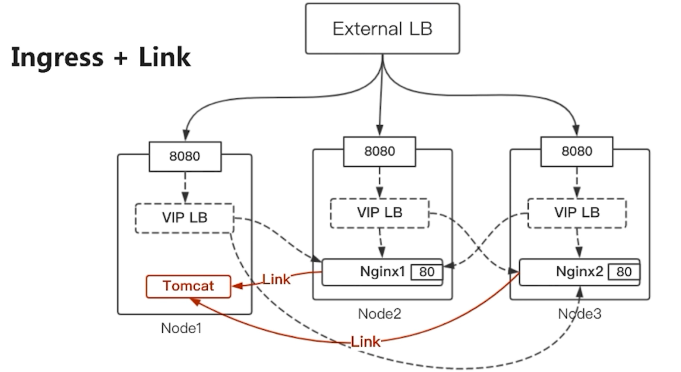 External LB
Ingress + Link
8080
8080
8080
VIP LB
VIP LB
VIP LB
Nginx1 80
Nginx2 80
Tomcat
Link
Node1
Node2
Node3
Link